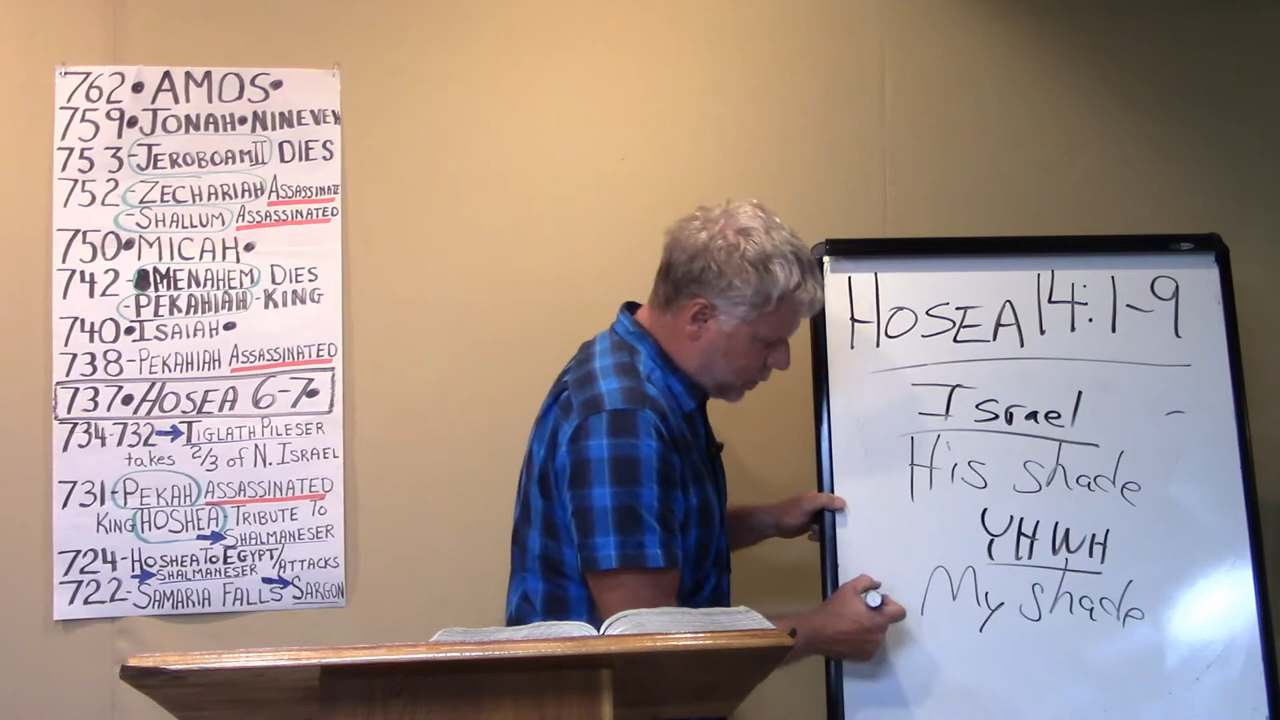 762•AMOS•
759•JONAH•NINEVEH
753-JEROBOAM II DIES
752-ZECHARIAH ASSASSINATE
-SHALLUM ASSASSINATED
750•MICAH•
742-MENAHEM DIES
-PEKAHIAH-KING
740•ISAIAH•
738-PEKAHIAH ASSASSINATED
737•HOSEA 6-7•
734-732→TIGLATH PILESER
takes 2/3 of N. ISRAEL
731-PEKAH ASSASSINATED
KING HOSHEA TRIBUTE TO
→SHALMANESER
724-HOSHEA TO EGYPT/
→SHALMANESER ATTACKS
722-SAMARIA FALLS→SARGON
HOSEA 14:1-9
Israel -
His shade
YHWH
My shade